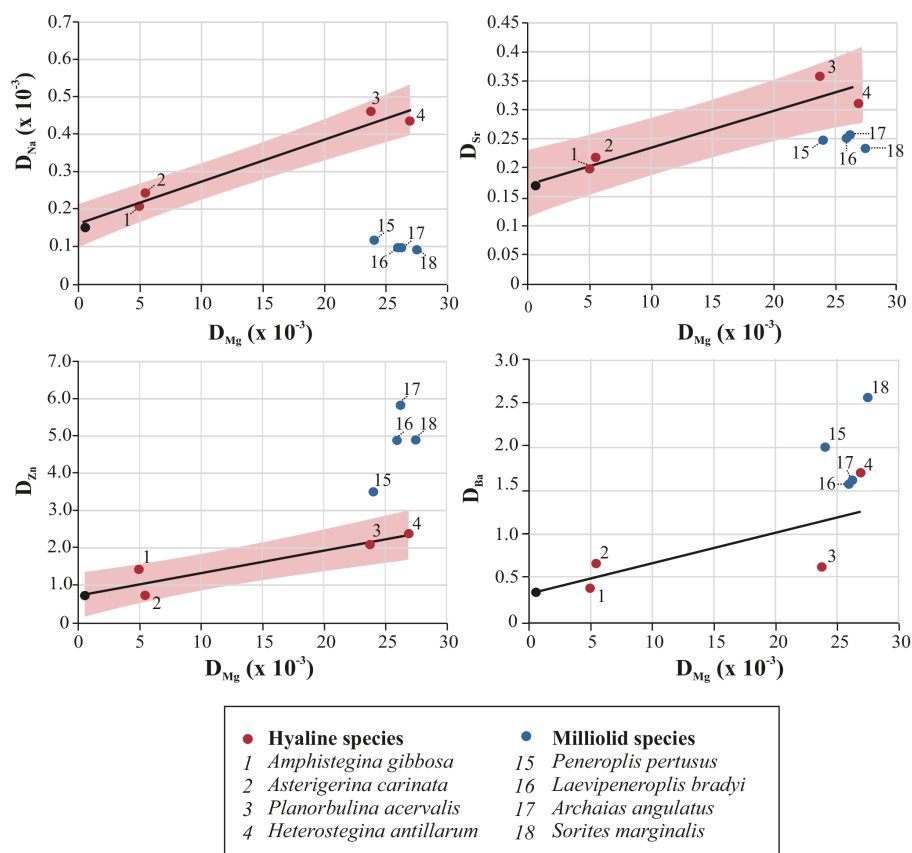 D_Na (x 10⁻³)
0.7
0.6
0.5
0.4
0.3
0.2
0.1
0
3
4
2
1
15
17
16
18
0 5 10 15 20 25 30
D_Mg (x 10⁻³)
D_Sr
0.45
0.4
0.35
0.3
0.25
0.2
0.15
0.1
0.05
0
3
4
2
1
17
15
16
18
0 5 10 15 20 25 30
D_Mg (x 10⁻³)
D_Zn
7.0
6.0
5.0
4.0
3.0
2.0
1.0
0
17
16 18
15
4
3
1
2
0 5 10 15 20 25 30
D_Mg (x 10⁻³)
D_Ba
3.0
2.5
2.0
1.5
1.0
0.5
0
18
15
17 4
16
2
3
1
0 5 10 15 20 25 30
D_Mg (x 10⁻³)
Hyaline species
1 Amphistegina gibbosa
2 Asterigerina carinata
3 Planorbulina acervalis
4 Heterostegina antillarum
Milliolid species
15 Peneroplis pertusus
16 Laevipeneroplis bradyi
17 Archaias angulatus
18 Sorites marginalis